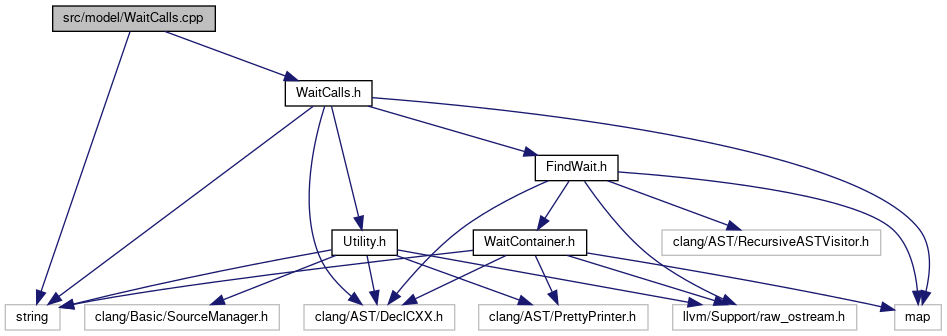 src/model/WaitCalls.cpp
WaitCalls.h
FindWait.h
Utility.h
WaitContainer.h
clang/AST/RecursiveASTVisitor.h
string
clang/Basic/SourceManager.h
clang/AST/DeclCXX.h
clang/AST/PrettyPrinter.h
llvm/Support/raw_ostream.h
map